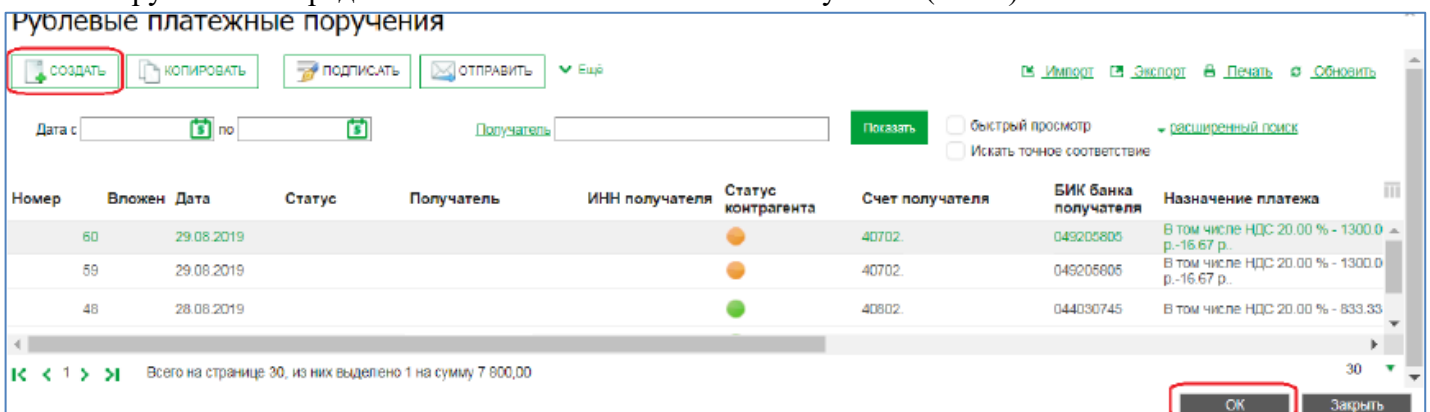 Рублевые платежные поручения
СОЗДАТЬ КОПИРОВАТЬ ПОДПИСАТЬ ОТПРАВИТЬ Ещё Импорт Экспорт Печать Обновить
Дата с по Получатель Показать быстрый просмотр расширенный поиск
Искать точное соответствие
Номер Вложен Дата Статус Получатель ИНН получателя Статус контрагента Счет получателя БИК банка получателя Назначение платежа
60 29.08.2019 40702. 049205805 В том числе НДС 20.00 % - 1300.0
р.-16.67 р..
59 29.08.2019 40702. 049205805 В том числе НДС 20.00 % - 1300.0
р.-16.67 р..
48 28.08.2019 40802. 044030745 В том числе НДС 20.00 % - 833.33
1 Всего на странице 30, из них выделено 1 на сумму 7 800,00 30
ОК Закрыть